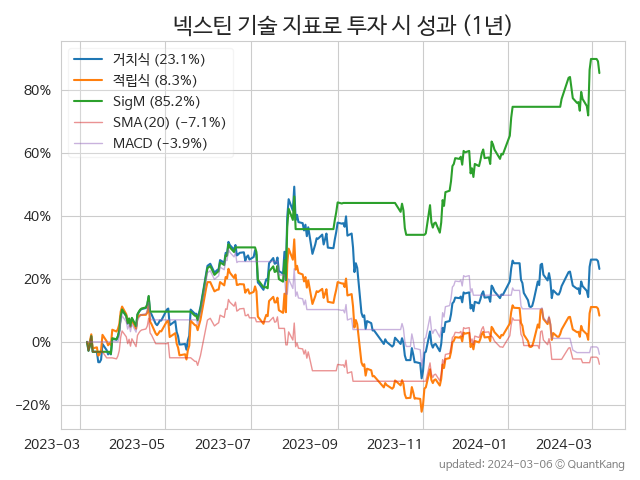 넥스틴 기술 지표로 투자 시 성과 (1년)
거치식 (23.1%)
적립식 (8.3%)
SigM (85.2%)
SMA(20) (−7.1%)
MACD (−3.9%)
80%
60%
40%
20%
0%
−20%
2023−03 2023−05 2023−07 2023−09 2023−11 2024−01 2024−03
updated: 2024−03−06 ⓒ QuantKang